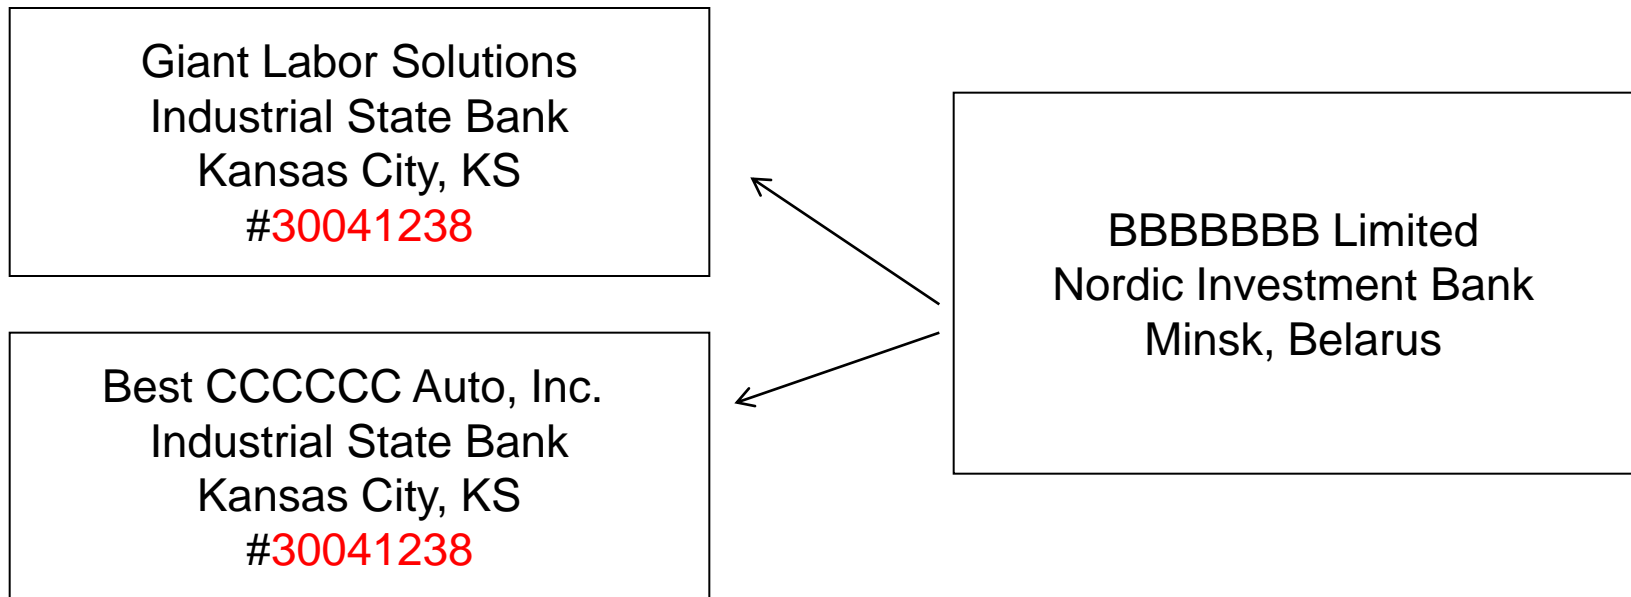 Giant Labor Solutions
Industrial State Bank
Kansas City, KS
#30041238
BBBBBBB Limited
Nordic Investment Bank
Minsk, Belarus
Best CCCCCC Auto, Inc.
Industrial State Bank
Kansas City, KS
#30041238